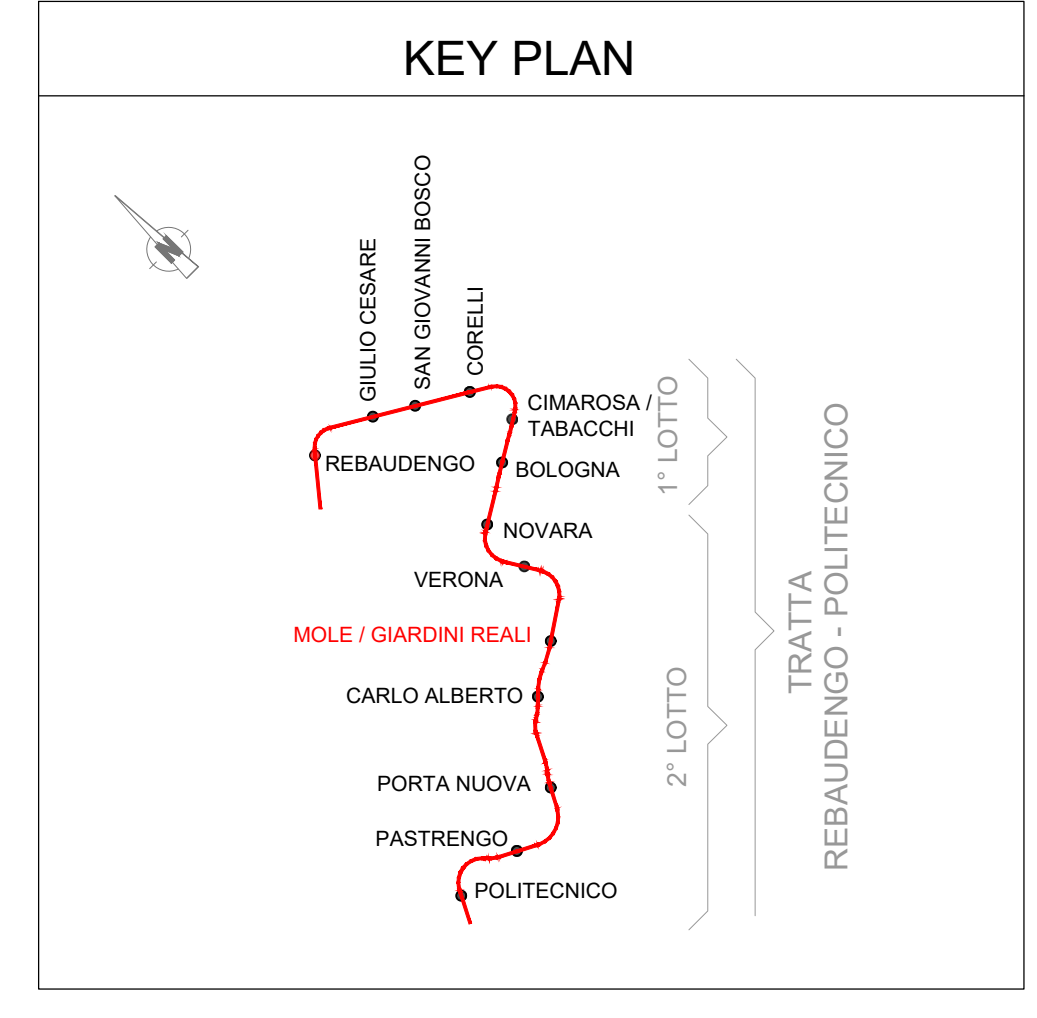 KEY PLAN
N
GIULIO CESARE
SAN GIOVANNI BOSCO
CORELLI
CIMAROSA /
TABACCHI
REBAUDENGO
BOLOGNA
NOVARA
VERONA
MOLE / GIARDINI REALI
CARLO ALBERTO
PORTA NUOVA
PASTRENGO
POLITECNICO
1° LOTTO
2° LOTTO
TRATTA
REBAUDENGO - POLITECNICO